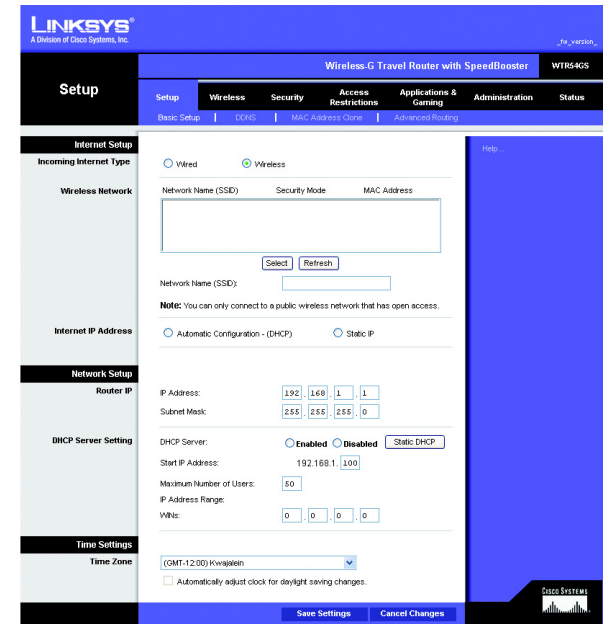 LINKSYS®
A Division of Cisco Systems, Inc.
_fw_version_
Wireless-G Travel Router with SpeedBooster
WTR54GS
Setup
Setup Wireless Security Access Restrictions Applications & Gaming Administration Status
Basic Setup | DDNS | MAC Address Clone | Advanced Routing
Internet Setup
Help...
Incoming Internet Type
Wired Wireless
Wireless Network
Network Name (SSID) Security Mode MAC Address
Select Refresh
Network Name (SSID):
Note: You can only connect to a public wireless network that has open access.
Internet IP Address
Automatic Configuration - (DHCP) Static IP
Network Setup
Router IP
IP Address: 192 . 168 . 1 . 1
Subnet Mask: 255 . 255 . 255 . 0
DHCP Server Setting
DHCP Server: Enabled Disabled Static DHCP
Start IP Address: 192.168.1. 100
Maximum Number of Users: 50
IP Address Range:
WINs: 0 . 0 . 0 . 0
Time Settings
Time Zone
(GMT-12:00) Kwajalein
Automatically adjust clock for daylight saving changes.
CISCO SYSTEMS
Save Settings Cancel Changes